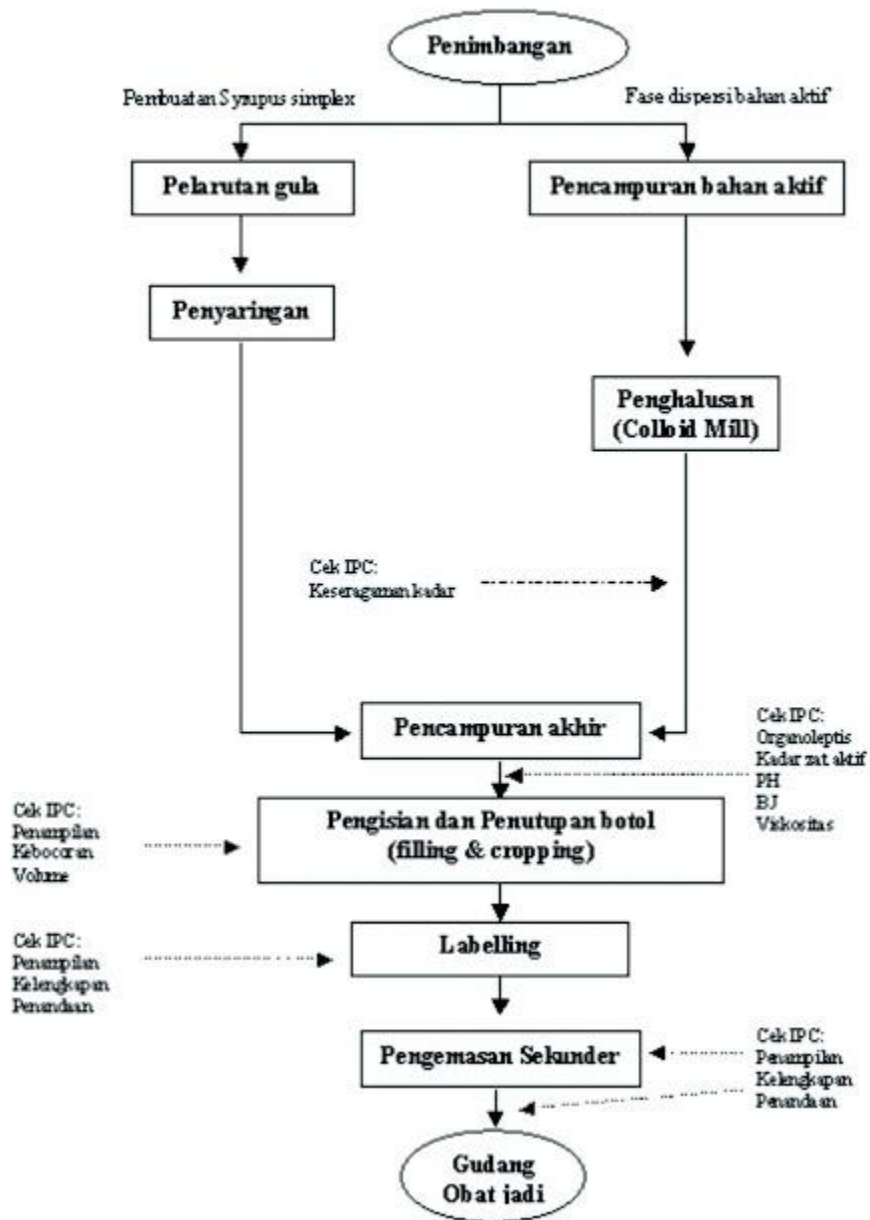 Penimbangan
Pembuatan Syrupus simplex
Fase dispersi bahan aktif
Pelarutan gula
Pencampuran bahan aktif
Penyaringan
Penghalusan
(Colloid Mill)
Cek IPC:
Keseragaman kadar
Pencampuran akhir
Cek IPC:
Organoleptis
Kadar zat aktif
PH
BJ
Viskositas
Cek IPC:
Penampilan
Kebocoran
Volume
Pengisian dan Penutupan botol
(filling & cropping)
Cek IPC:
Penampilan
Kelengkapan
Penandaan
Labelling
Pengemasan Sekunder
Cek IPC:
Penampilan
Kelengkapan
Penandaan
Gudang
Obat jadi